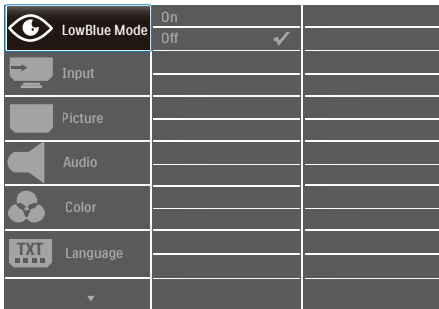 LowBlue Mode
On
Off
Input
Picture
Audio
Color
TXT
Language